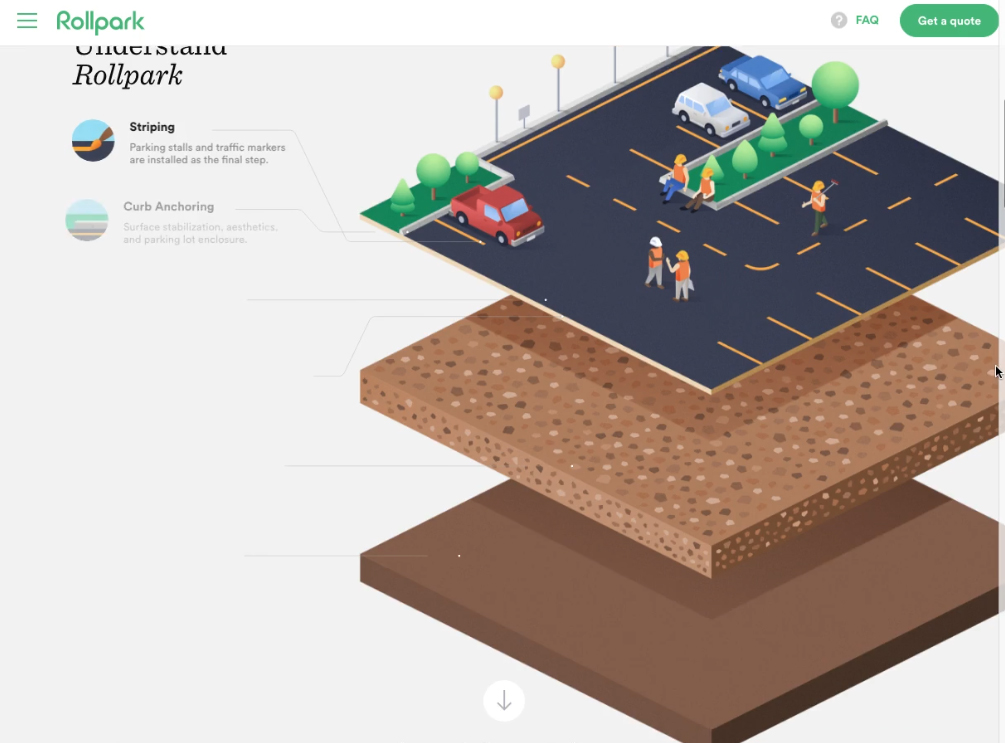 Rollpark
? FAQ
Get a quote
Understand
Rollpark
Striping
Parking stalls and traffic markers
are installed as the final step.
Curb Anchoring
Surface stabilization, aesthetics,
and parking lot enclosure.